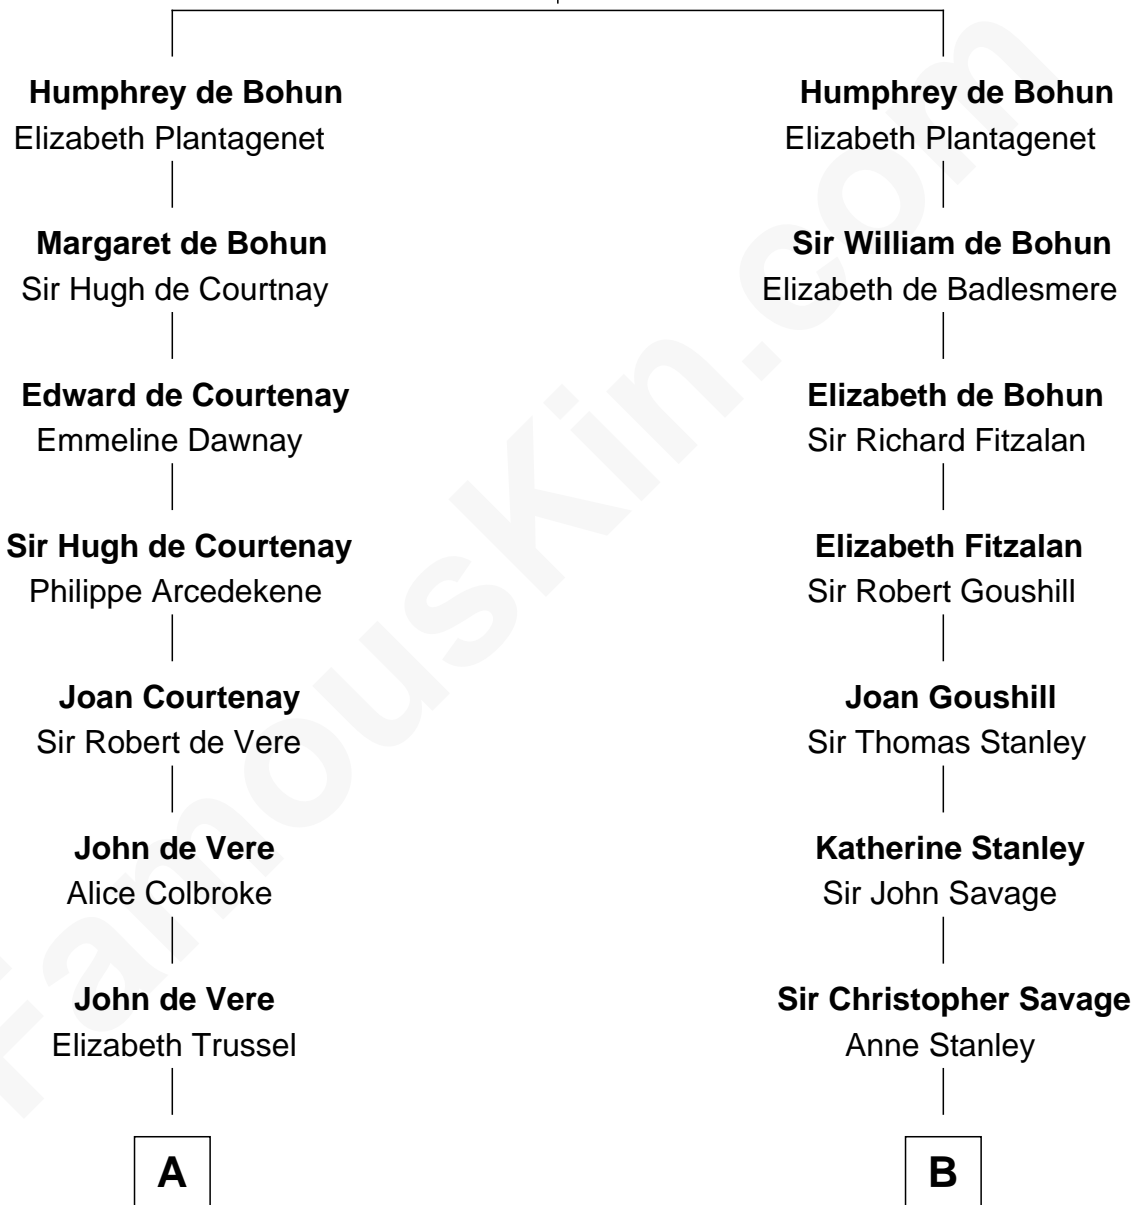 Humphrey de Bohun
Elizabeth Plantagenet
Margaret de Bohun
Sir Hugh de Courtnay
Edward de Courtenay
Emmeline Dawnay
Sir Hugh de Courtenay
Philippe Arcedekene
Joan Courtenay
Sir Robert de Vere
John de Vere
Alice Colbroke
John de Vere
Elizabeth Trussel
A
Humphrey de Bohun
Elizabeth Plantagenet
Sir William de Bohun
Elizabeth de Badlesmere
Elizabeth de Bohun
Sir Richard Fitzalan
Elizabeth Fitzalan
Sir Robert Goushill
Joan Goushill
Sir Thomas Stanley
Katherine Stanley
Sir John Savage
Sir Christopher Savage
Anne Stanley
B
FamousKin.com